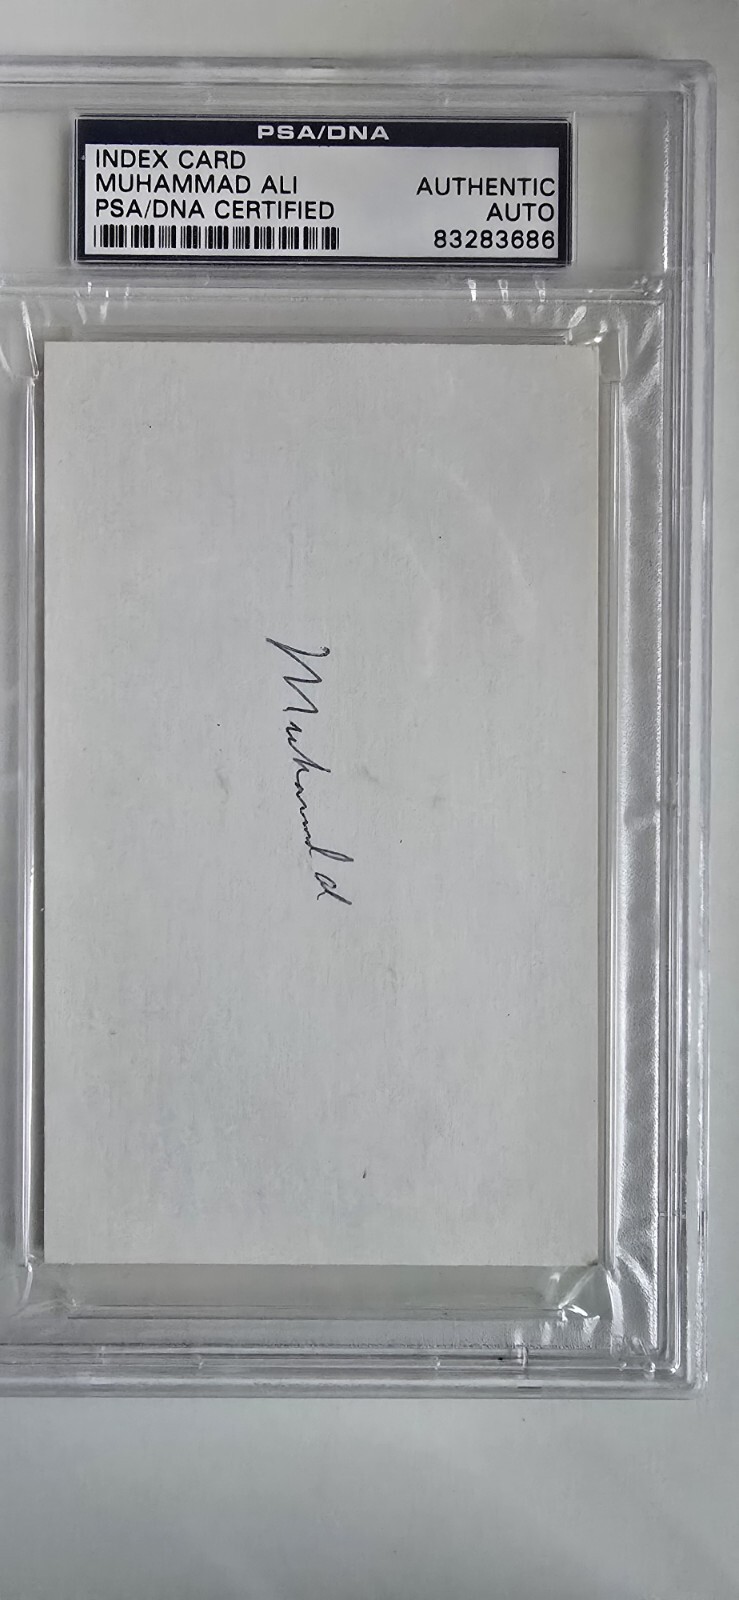 PSA/DNA
INDEX CARD
MUHAMMAD ALI
PSA/DNA CERTIFIED
AUTHENTIC
AUTO
83283686
Muhammad Ali